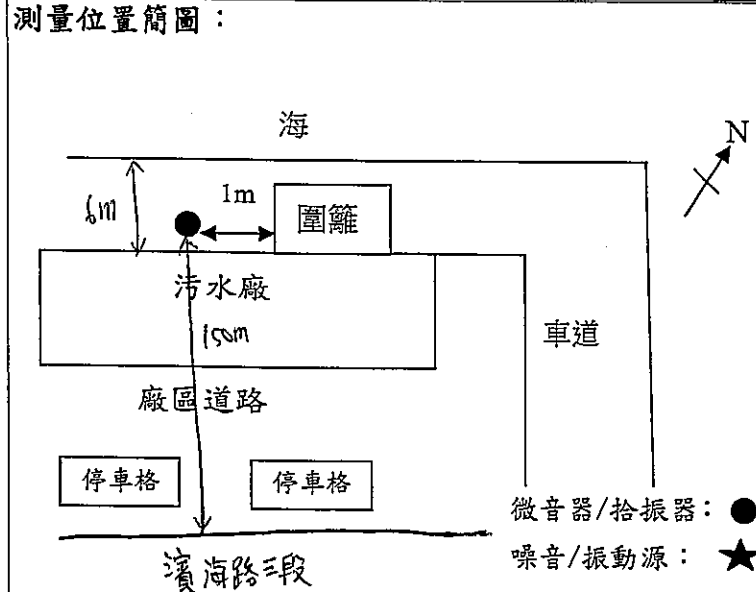 測量位置簡圖：
海
N
6m
1m
圍籬
污水廠
150m
車道
廠區道路
停車格
停車格
微音器/拾振器：●
噪音/振動源：★
濱海路三段